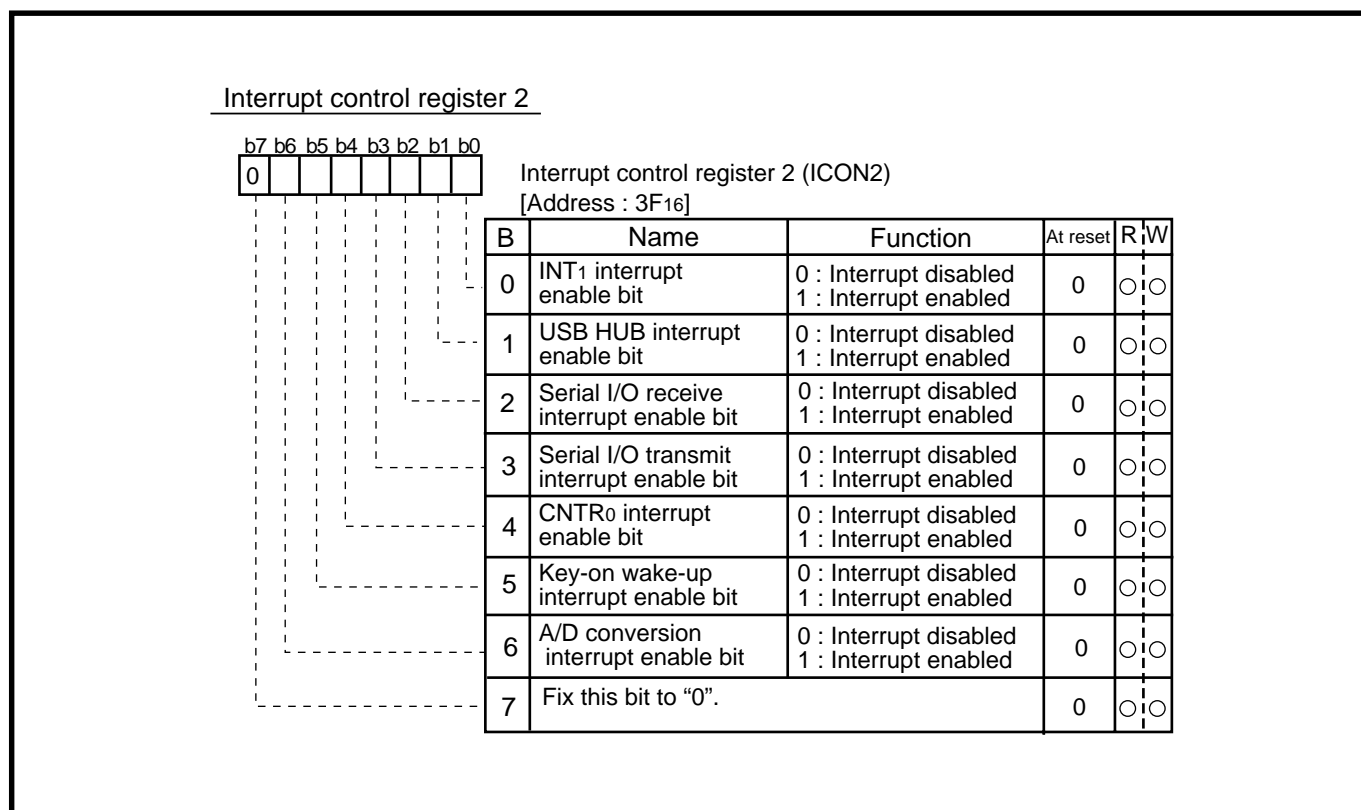 Interrupt control register 2
b7 b6 b5 b4 b3 b2 b1 b0
0
Interrupt control register 2 (ICON2)
[Address : 3F16]
B Name Function At reset R W
0 INT1 interrupt enable bit 0 : Interrupt disabled 1 : Interrupt enabled 0 ○ ○
1 USB HUB interrupt enable bit 0 : Interrupt disabled 1 : Interrupt enabled 0 ○ ○
2 Serial I/O receive interrupt enable bit 0 : Interrupt disabled 1 : Interrupt enabled 0 ○ ○
3 Serial I/O transmit interrupt enable bit 0 : Interrupt disabled 1 : Interrupt enabled 0 ○ ○
4 CNTR0 interrupt enable bit 0 : Interrupt disabled 1 : Interrupt enabled 0 ○ ○
5 Key-on wake-up interrupt enable bit 0 : Interrupt disabled 1 : Interrupt enabled 0 ○ ○
6 A/D conversion interrupt enable bit 0 : Interrupt disabled 1 : Interrupt enabled 0 ○ ○
7 Fix this bit to “0”. 0 ○ ○